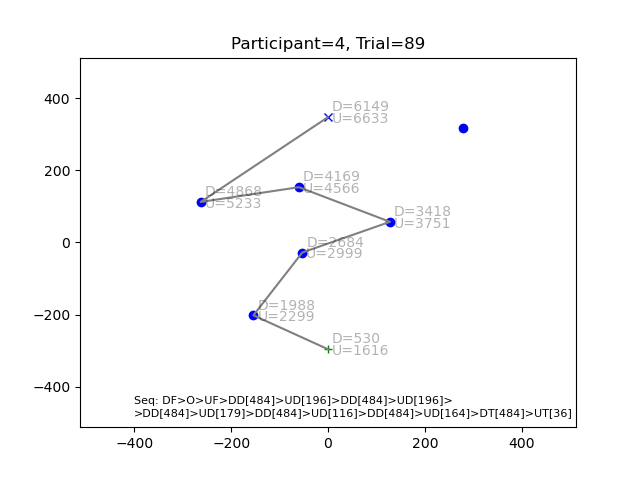 Participant=4, Trial=89
400
200
0
−200
−400
−400
−200
0
200
400
D=6149
U=6633
D=4169
U=4566
D=4868
U=5233
D=3418
U=3751
D=2684
U=2999
D=1988
U=2299
D=530
U=1616
Seq: DF>O>UF>DD[484]>UD[196]>DD[484]>UD[196]>
>DD[484]>UD[179]>DD[484]>UD[116]>DD[484]>UD[164]>DT[484]>UT[36]